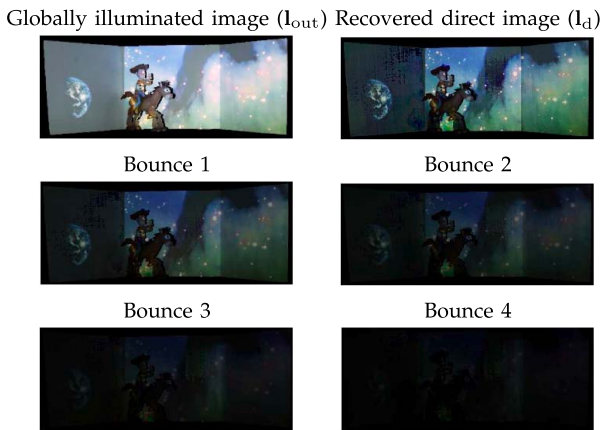 Globally illuminated image (l_out) Recovered direct image (l_d)
Bounce 1 Bounce 2
Bounce 3 Bounce 4